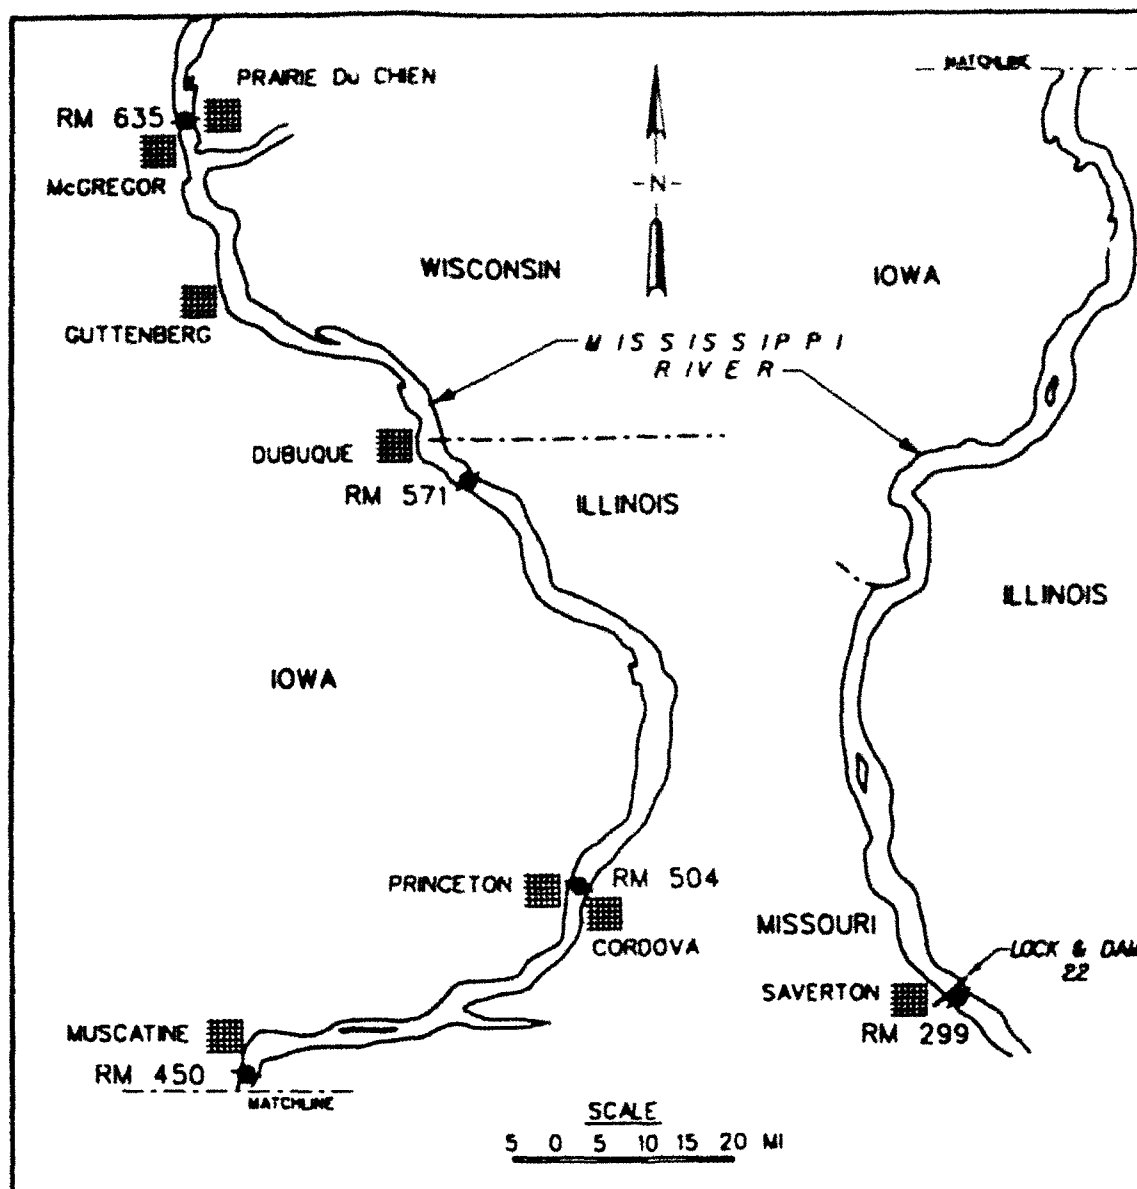 PRAIRIE Du CHIEN
RM 635
McGREGOR
GUTTENBERG
WISCONSIN
N
MATCHLINE
IOWA
MISSISSIPPI
RIVER
DUBUQUE
RM 571
ILLINOIS
ILLINOIS
IOWA
PRINCETON
RM 504
CORDOVA
MISSOURI
LOCK & DAM
22
SAVERTON
RM 299
MUSCATINE
RM 450
MATCHLINE
SCALE
5 0 5 10 15 20 MI